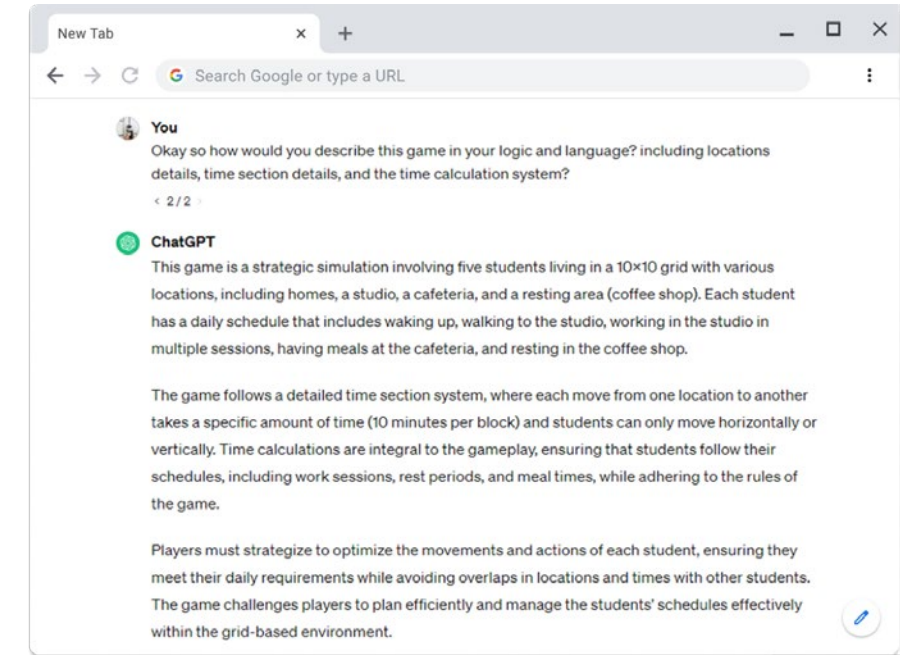 New Tab
Search Google or type a URL
You
Okay so how would you describe this game in your logic and language? including locations
details, time section details, and the time calculation system?
< 2/2 >
ChatGPT
This game is a strategic simulation involving five students living in a 10×10 grid with various
locations, including homes, a studio, a cafeteria, and a resting area (coffee shop). Each student
has a daily schedule that includes waking up, walking to the studio, working in the studio in
multiple sessions, having meals at the cafeteria, and resting in the coffee shop.
The game follows a detailed time section system, where each move from one location to another
takes a specific amount of time (10 minutes per block) and students can only move horizontally or
vertically. Time calculations are integral to the gameplay, ensuring that students follow their
schedules, including work sessions, rest periods, and meal times, while adhering to the rules of
the game.
Players must strategize to optimize the movements and actions of each student, ensuring they
meet their daily requirements while avoiding overlaps in locations and times with other students.
The game challenges players to plan efficiently and manage the students' schedules effectively
within the grid-based environment.